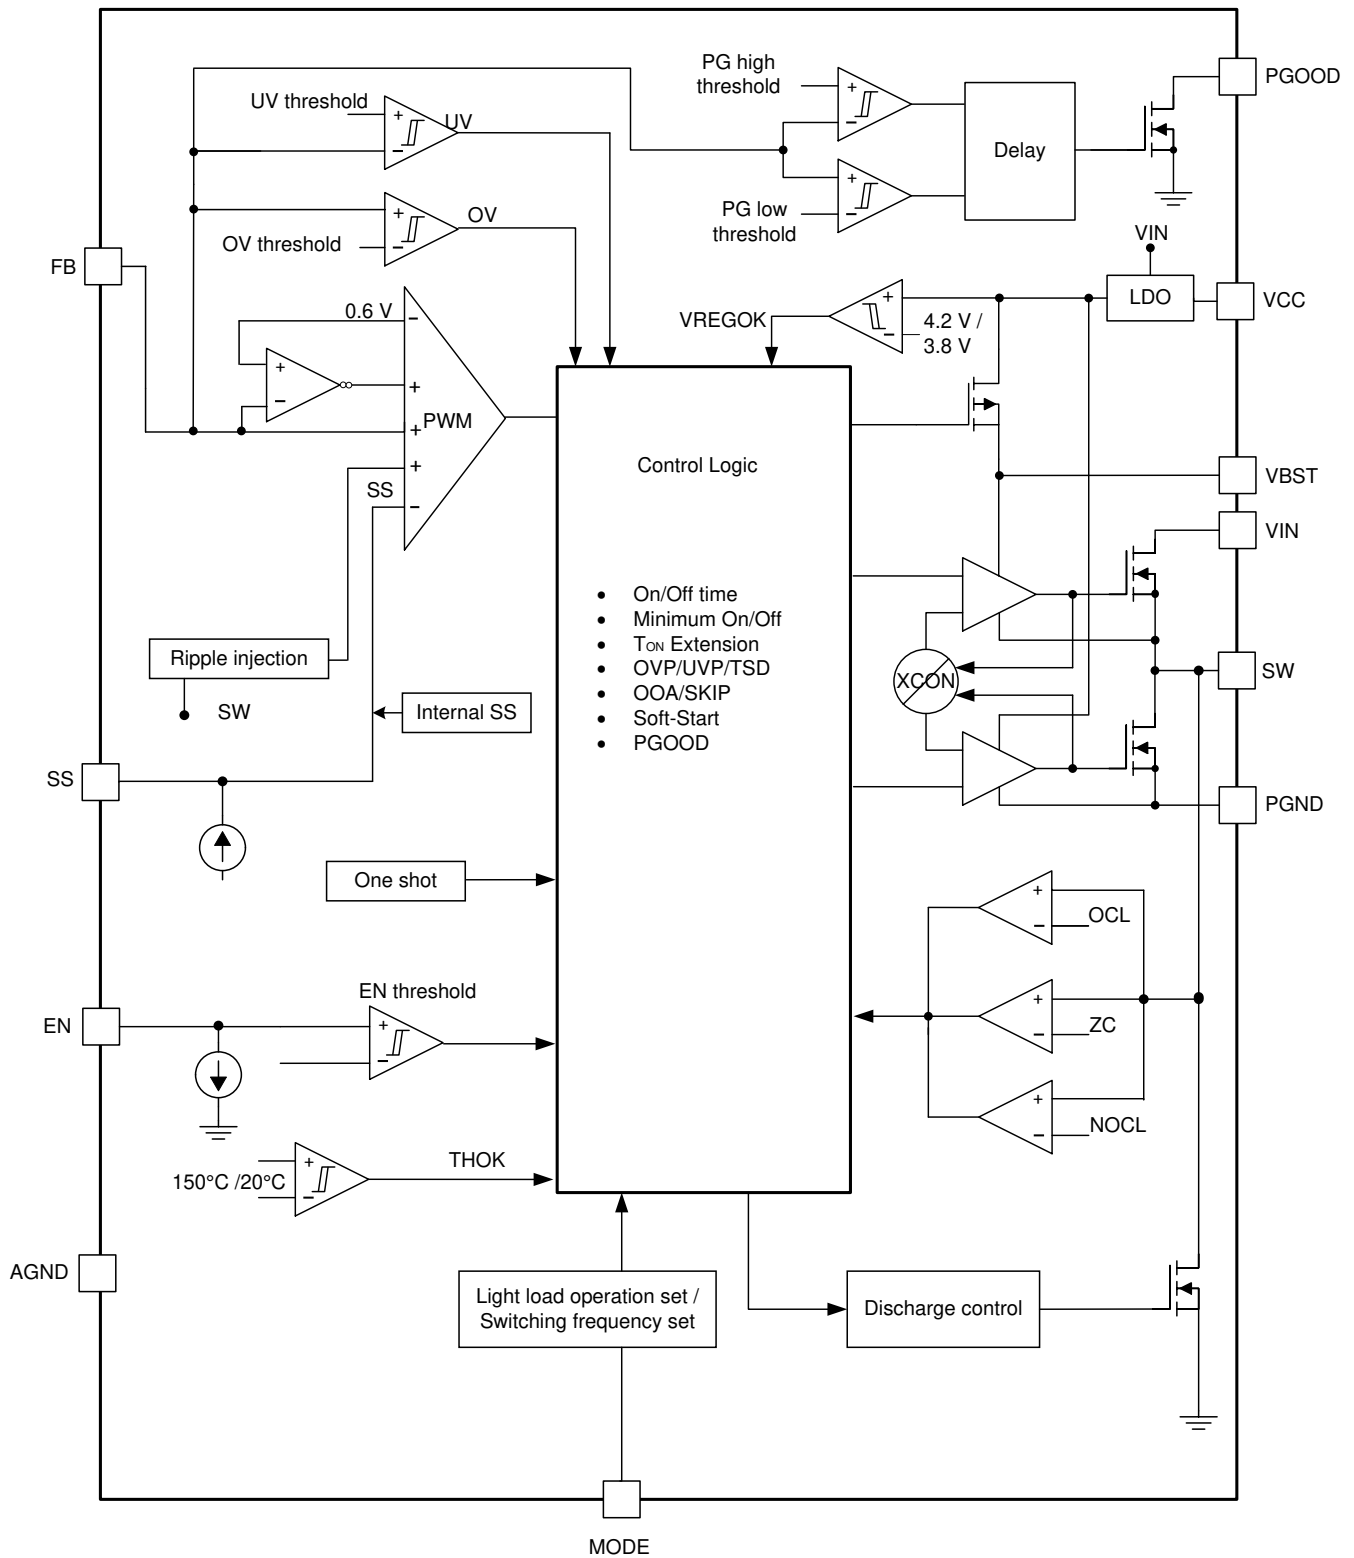 PG high
threshold
PGOOD
UV threshold
+
UV
−
+
−
Delay
+
−
PG low
threshold
+
OV
OV threshold
−
VIN
FB
LDO
VCC
0.6 V
−
VREGOK
+
−
4.2 V /
3.8 V
+
−
+
+
PWM
+
SS
−
Control Logic
VBST
VIN
• On/Off time
• Minimum On/Off
• TON Extension
• OVP/UVP/TSD
• OOA/SKIP
• Soft-Start
• PGOOD
Ripple injection
SW
Internal SS
XCON
SW
SS
PGND
One shot
+
OCL
−
EN threshold
EN
+
−
+
ZC
−
+
NOCL
−
THOK
+
150°C /20°C
−
AGND
Light load operation set /
Switching frequency set
Discharge control
MODE